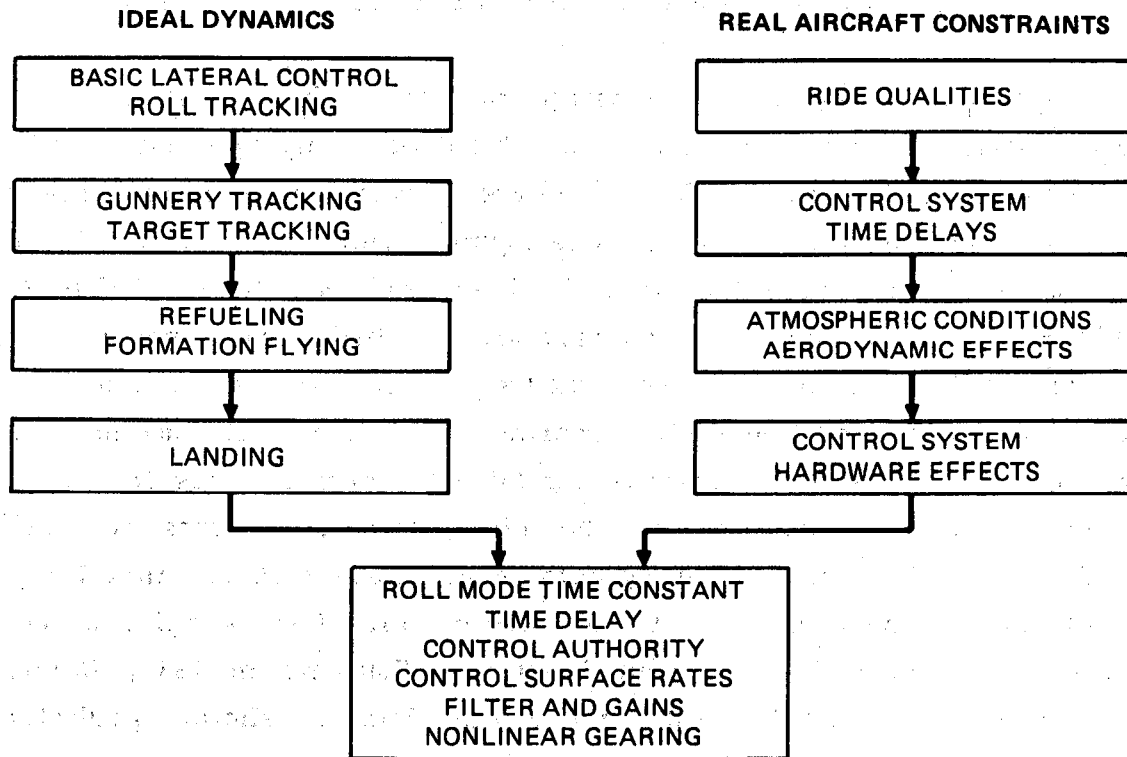 IDEAL DYNAMICS
BASIC LATERAL CONTROL
ROLL TRACKING
GUNNERY TRACKING
TARGET TRACKING
REFUELING
FORMATION FLYING
LANDING
REAL AIRCRAFT CONSTRAINTS
RIDE QUALITIES
CONTROL SYSTEM
TIME DELAYS
ATMOSPHERIC CONDITIONS
AERODYNAMIC EFFECTS
CONTROL SYSTEM
HARDWARE EFFECTS
ROLL MODE TIME CONSTANT
TIME DELAY
CONTROL AUTHORITY
CONTROL SURFACE RATES
FILTER AND GAINS
NONLINEAR GEARING